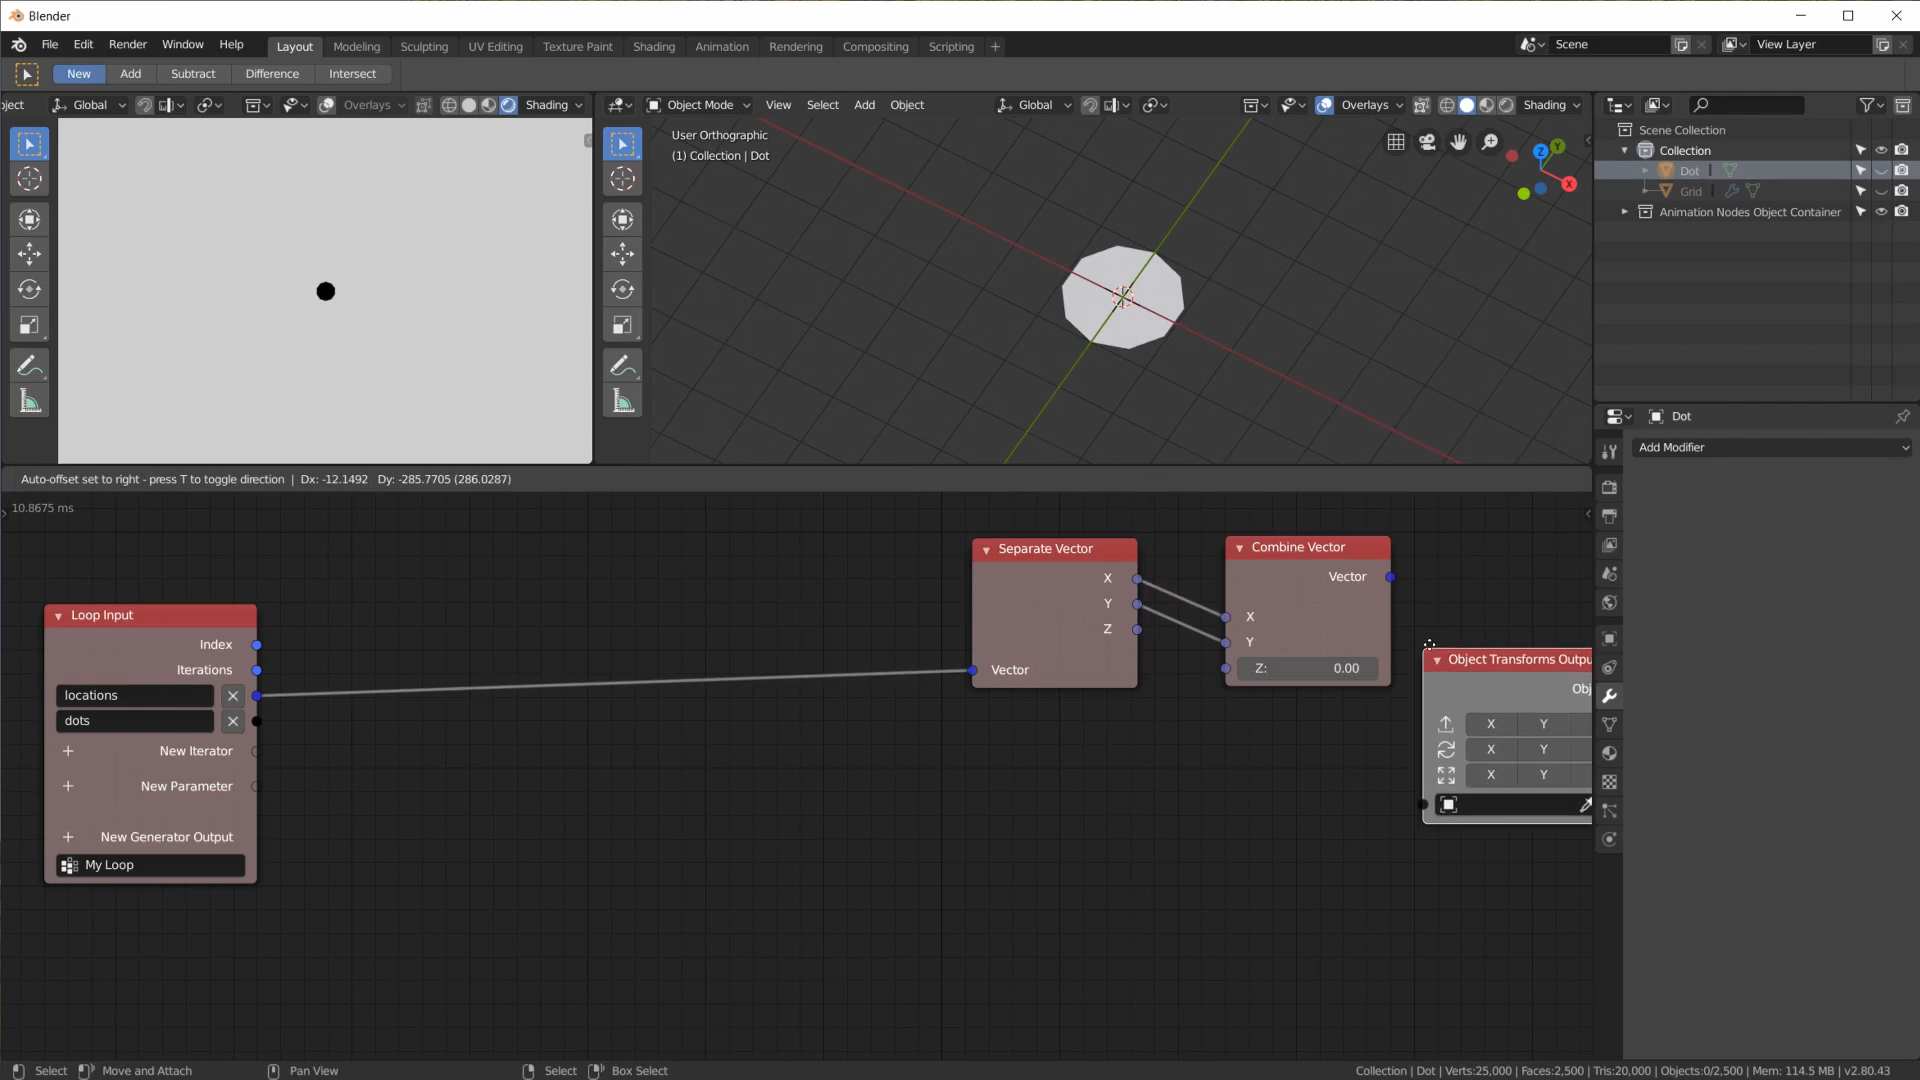 Blender
File Edit Render Window Help Layout Modeling Sculpting UV Editing Texture Paint Shading Animation Rendering Compositing Scripting + Scene View Layer
New Add Subtract Difference Intersect
oject Global Overlays Shading
Object Mode View Select Add Object Global Overlays Shading
User Orthographic
(1) Collection | Dot
Z Y X
Scene Collection
Collection
Dot
Grid
Animation Nodes Object Container
Dot
Add Modifier
Auto-offset set to right - press T to toggle direction | Dx: -12.1492 Dy: -285.7705 (286.0287)
10.8675 ms
Loop Input
Index
Iterations
locations
dots
New Iterator
New Parameter
New Generator Output
My Loop
Separate Vector
X
Y
Z
Vector
Combine Vector
Vector
X
Y
Z: 0.00
Object Transforms Outpu
Obj
X Y
X Y
X Y
Select Move and Attach Pan View Select Box Select
Collection | Dot | Verts:25,000 | Faces:2,500 | Tris:20,000 | Objects:0/2,500 | Mem: 114.5 MB | v2.80.43